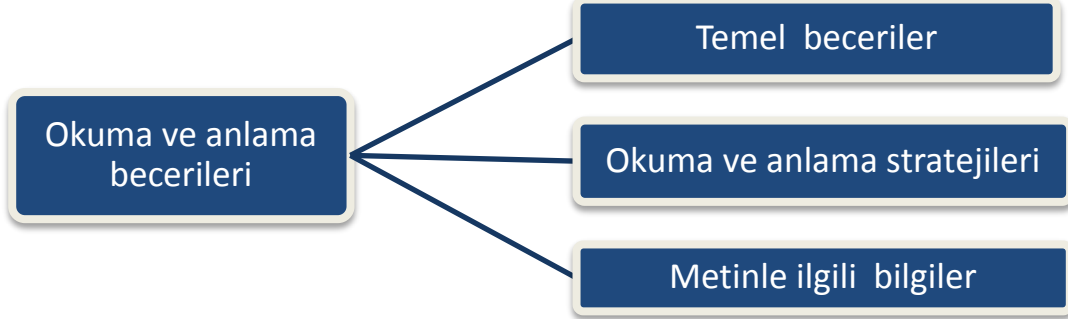 Okuma ve anlama
becerileri
Temel beceriler
Okuma ve anlama stratejileri
Metinle ilgili bilgiler